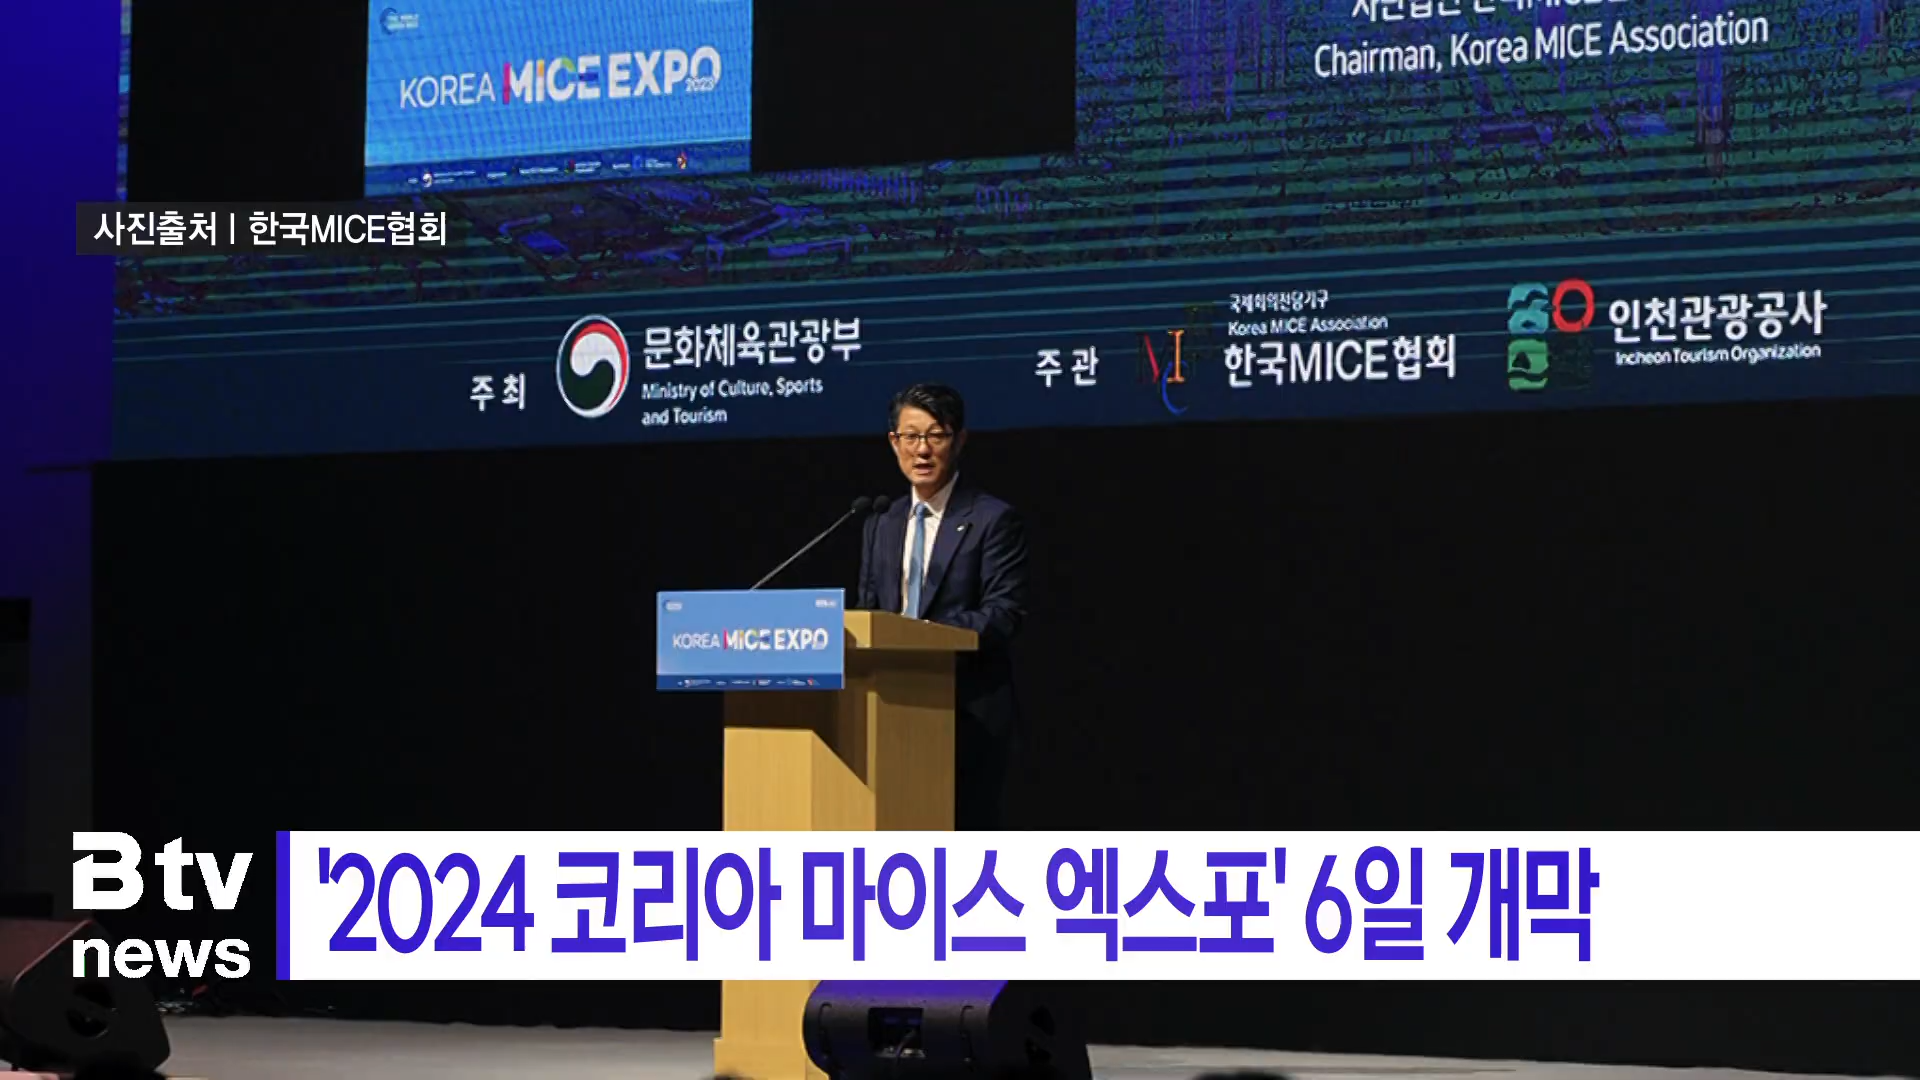 Chairman, Korea MICE Association
KOREA MICE EXPO
2023
사진출처 | 한국MICE협회
주최
문화체육관광부
Ministry of Culture, Sports
and Tourism
주관
국제회의전담기구
Korea MICE Association
한국MICE협회
인천관광공사
Incheon Tourism Organization
KOREA MICE EXPO
B tv
news
'2024 코리아 마이스 엑스포' 6일 개막